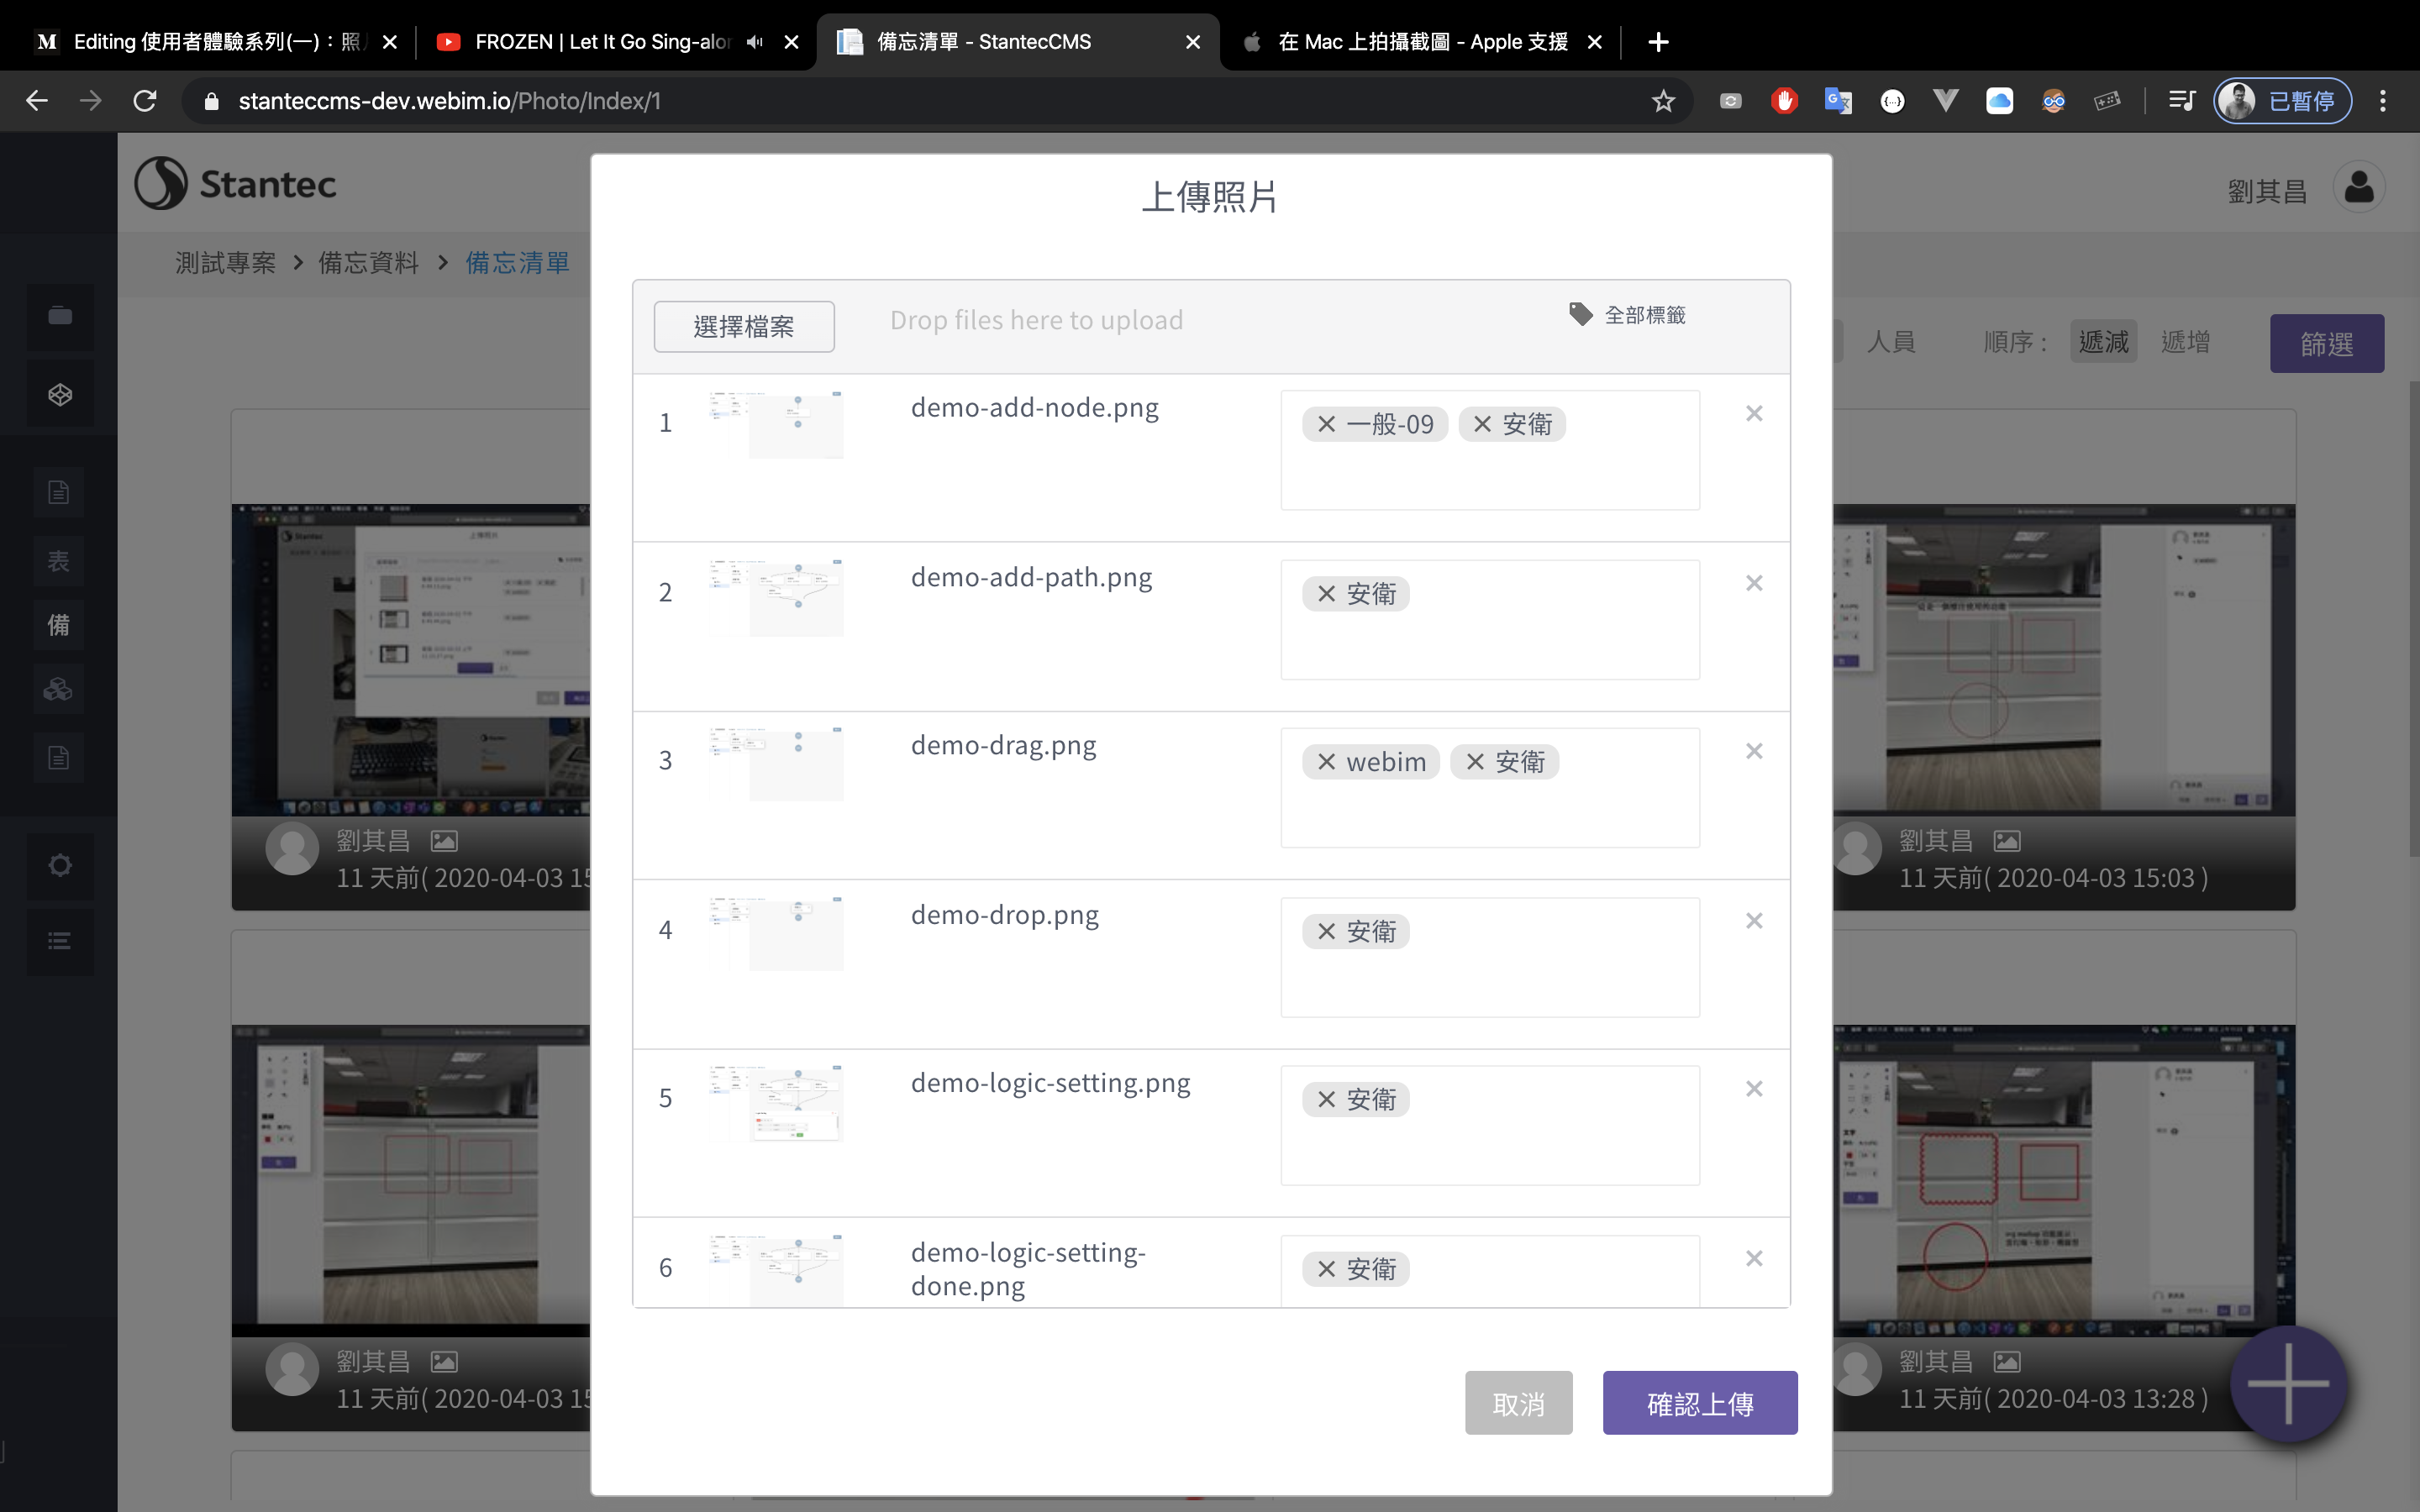 Editing 使用者體驗系列(一)：照
FROZEN | Let It Go Sing-alon
備忘清單 - StantecCMS
在 Mac 上拍攝截圖 - Apple 支援
stanteccms-dev.webim.io/Photo/Index/1
已暫停
Stantec
劉其昌
測試專案 > 備忘資料 > 備忘清單
人員
順序 :
遞減
遞增
篩選
表
備
上傳照片
選擇檔案
Drop files here to upload
全部標籤
1
demo-add-node.png
× 一般-09
× 安衛
2
demo-add-path.png
× 安衛
3
demo-drag.png
× webim
× 安衛
4
demo-drop.png
× 安衛
5
demo-logic-setting.png
× 安衛
6
demo-logic-setting-
done.png
× 安衛
取消
確認上傳
劉其昌
11 天前( 2020-04-03 15
劉其昌
11 天前( 2020-04-03 15:03 )
劉其昌
11 天前( 2020-04-03 15
劉其昌
11 天前( 2020-04-03 13:28 )